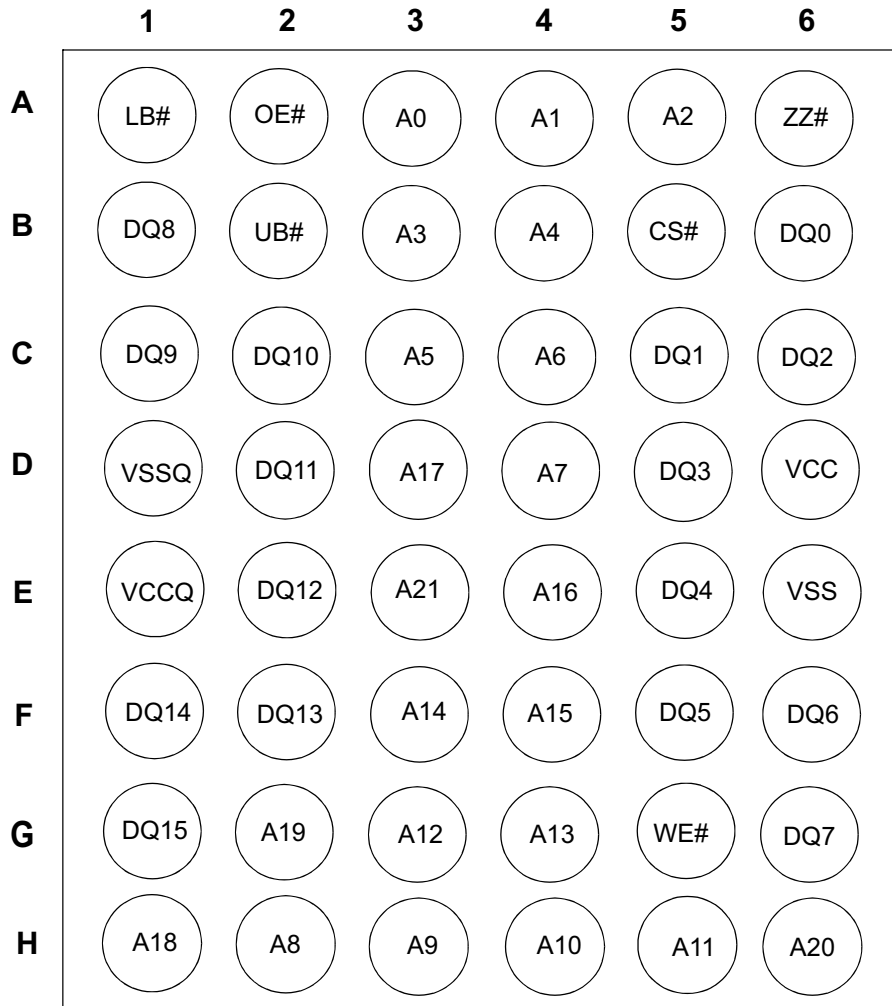 1 2 3 4 5 6
A LB# OE# A0 A1 A2 ZZ#
B DQ8 UB# A3 A4 CS# DQ0
C DQ9 DQ10 A5 A6 DQ1 DQ2
D VSSQ DQ11 A17 A7 DQ3 VCC
E VCCQ DQ12 A21 A16 DQ4 VSS
F DQ14 DQ13 A14 A15 DQ5 DQ6
G DQ15 A19 A12 A13 WE# DQ7
H A18 A8 A9 A10 A11 A20